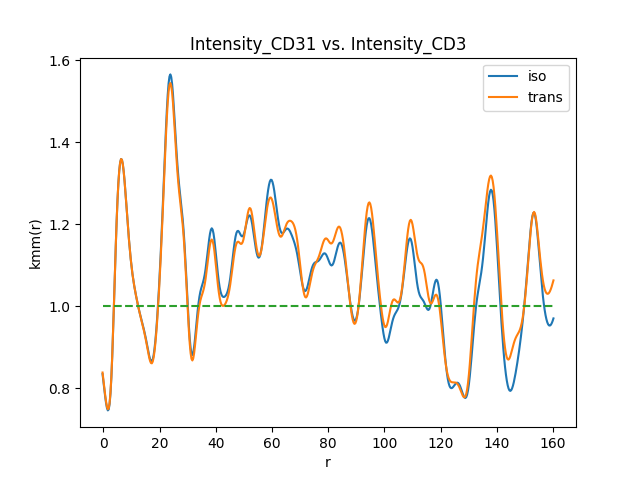 Intensity_CD31 vs. Intensity_CD3
iso
trans
kmm(r)
1.6
1.4
1.2
1.0
0.8
0 20 40 60 80 100 120 140 160
r